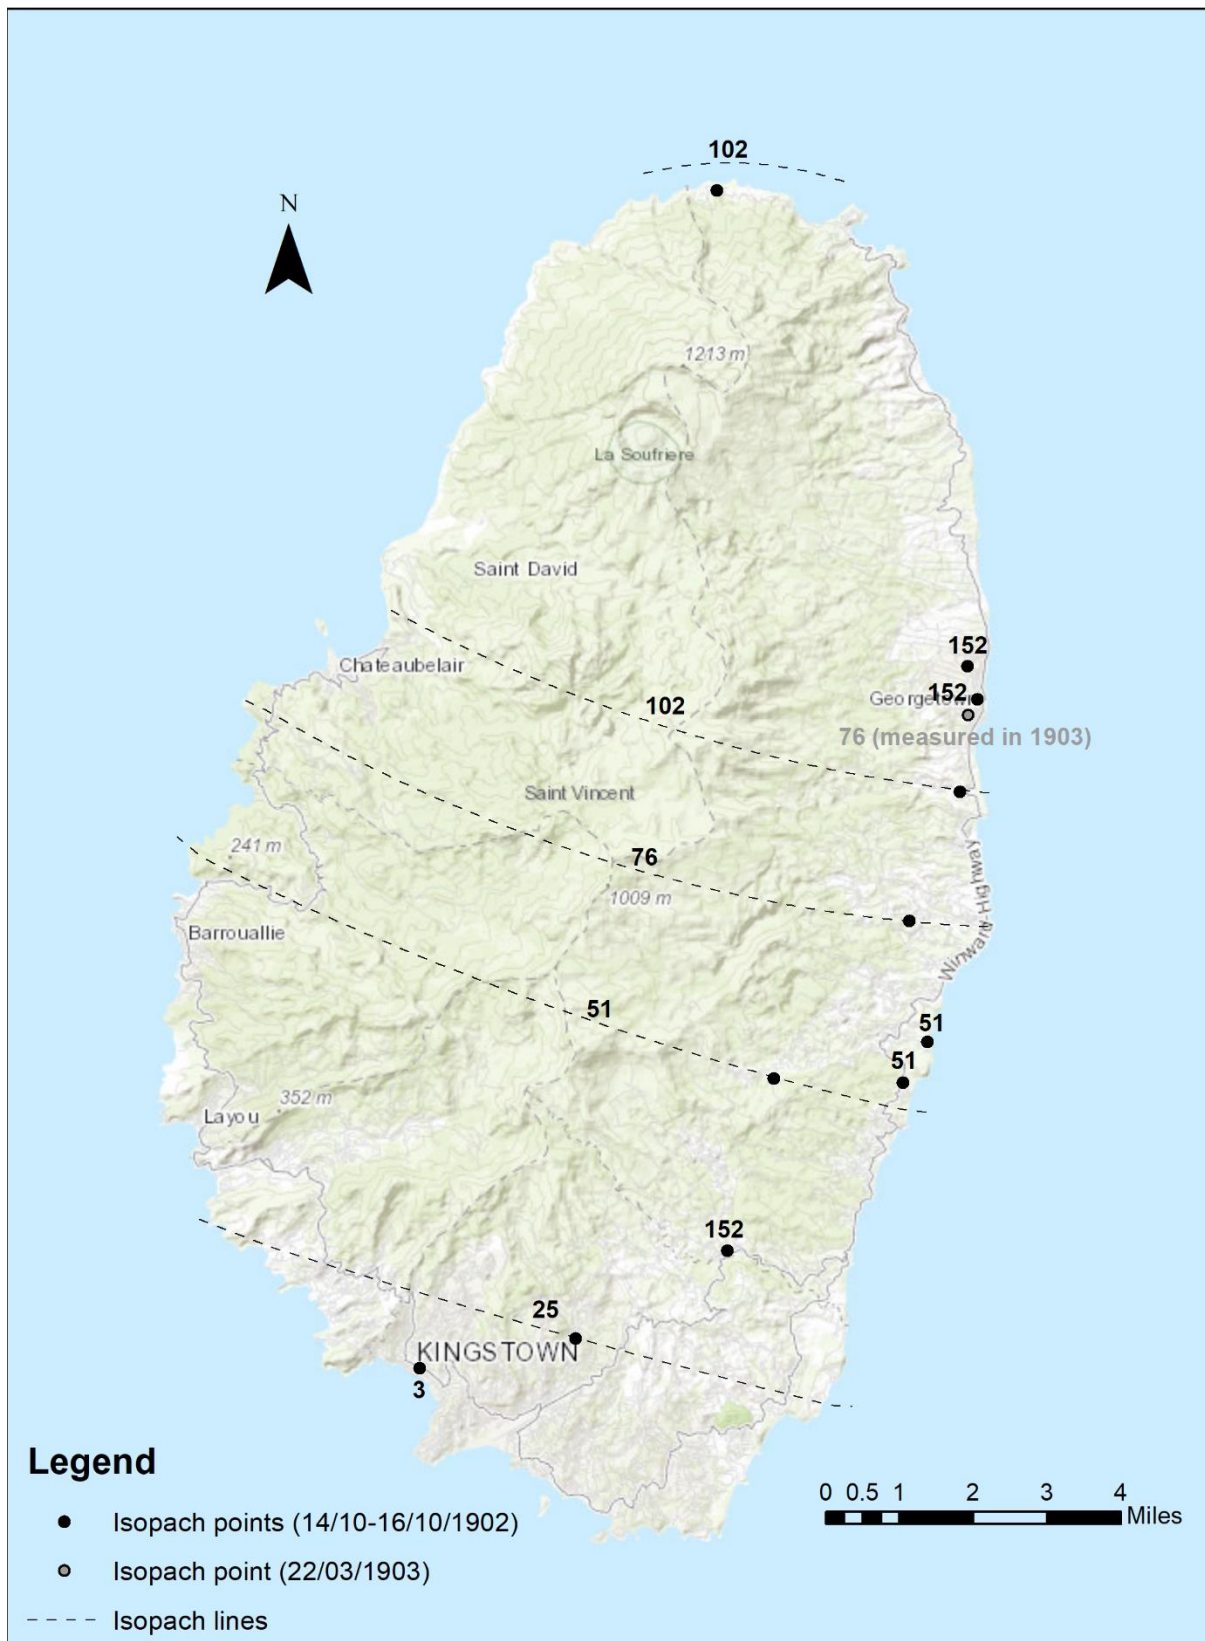 102
N
1213 m
La Soufriere
Saint David
152
Chateaubelair
Georgetown
152
102
76 (measured in 1903)
Saint Vincent
241 m
76
1009 m
Winward Highway
Barrouallie
51
51
51
352 m
Layou
152
25
KINGSTOWN
3
Legend
0 0.5 1 2 3 4
Miles
Isopach points (14/10-16/10/1902)
Isopach point (22/03/1903)
Isopach lines